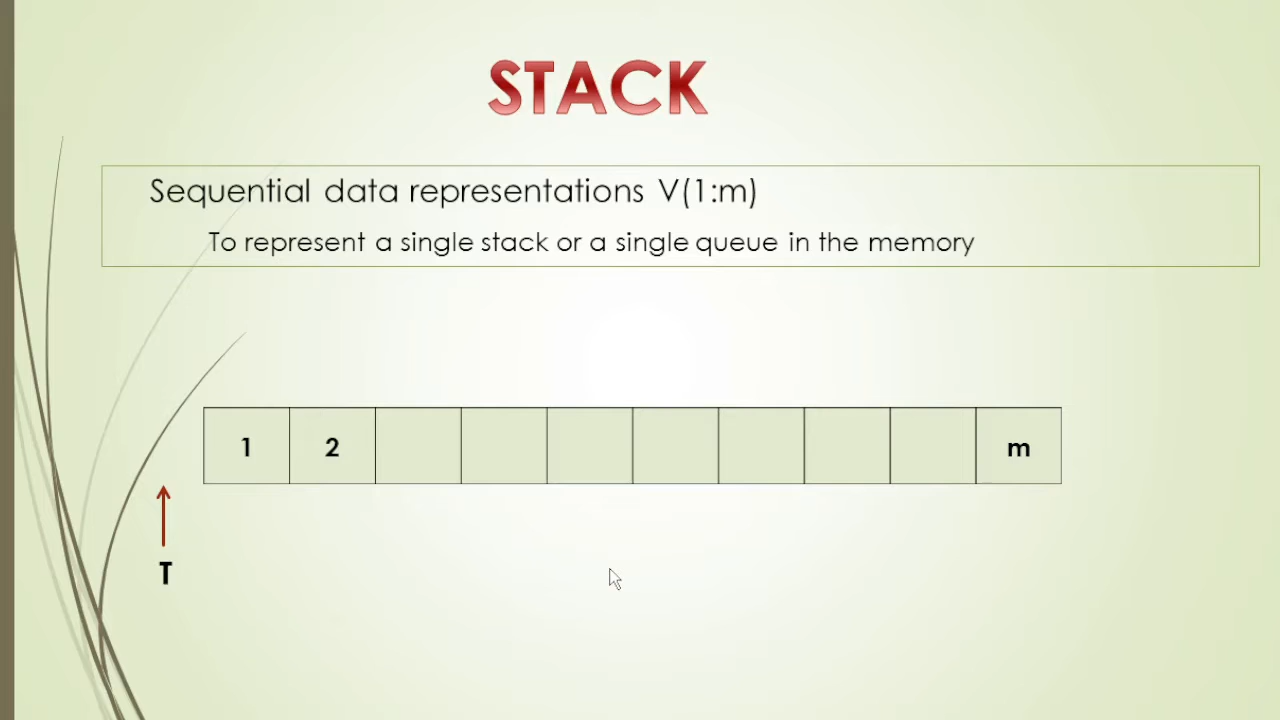 STACK
Sequential data representations V(1:m)
To represent a single stack or a single queue in the memory
1 2 m
T